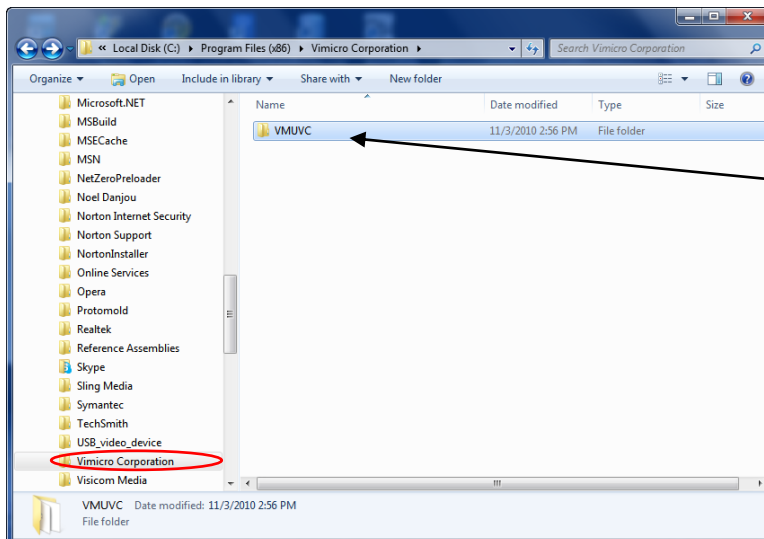 « Local Disk (C:) ▸ Program Files (x86) ▸ Vimicro Corporation ▸ Search Vimicro Corporation
Organize Open Include in library Share with New folder
Name Date modified Type Size
VMUVC 11/3/2010 2:56 PM File folder
Microsoft.NET
MSBuild
MSECache
MSN
NetZeroPreloader
Noel Danjou
Norton Internet Security
Norton Support
NortonInstaller
Online Services
Opera
Protomold
Realtek
Reference Assemblies
Skype
Sling Media
Symantec
TechSmith
USB_video_device
Vimicro Corporation
Visicom Media
VMUVC Date modified: 11/3/2010 2:56 PM
File folder